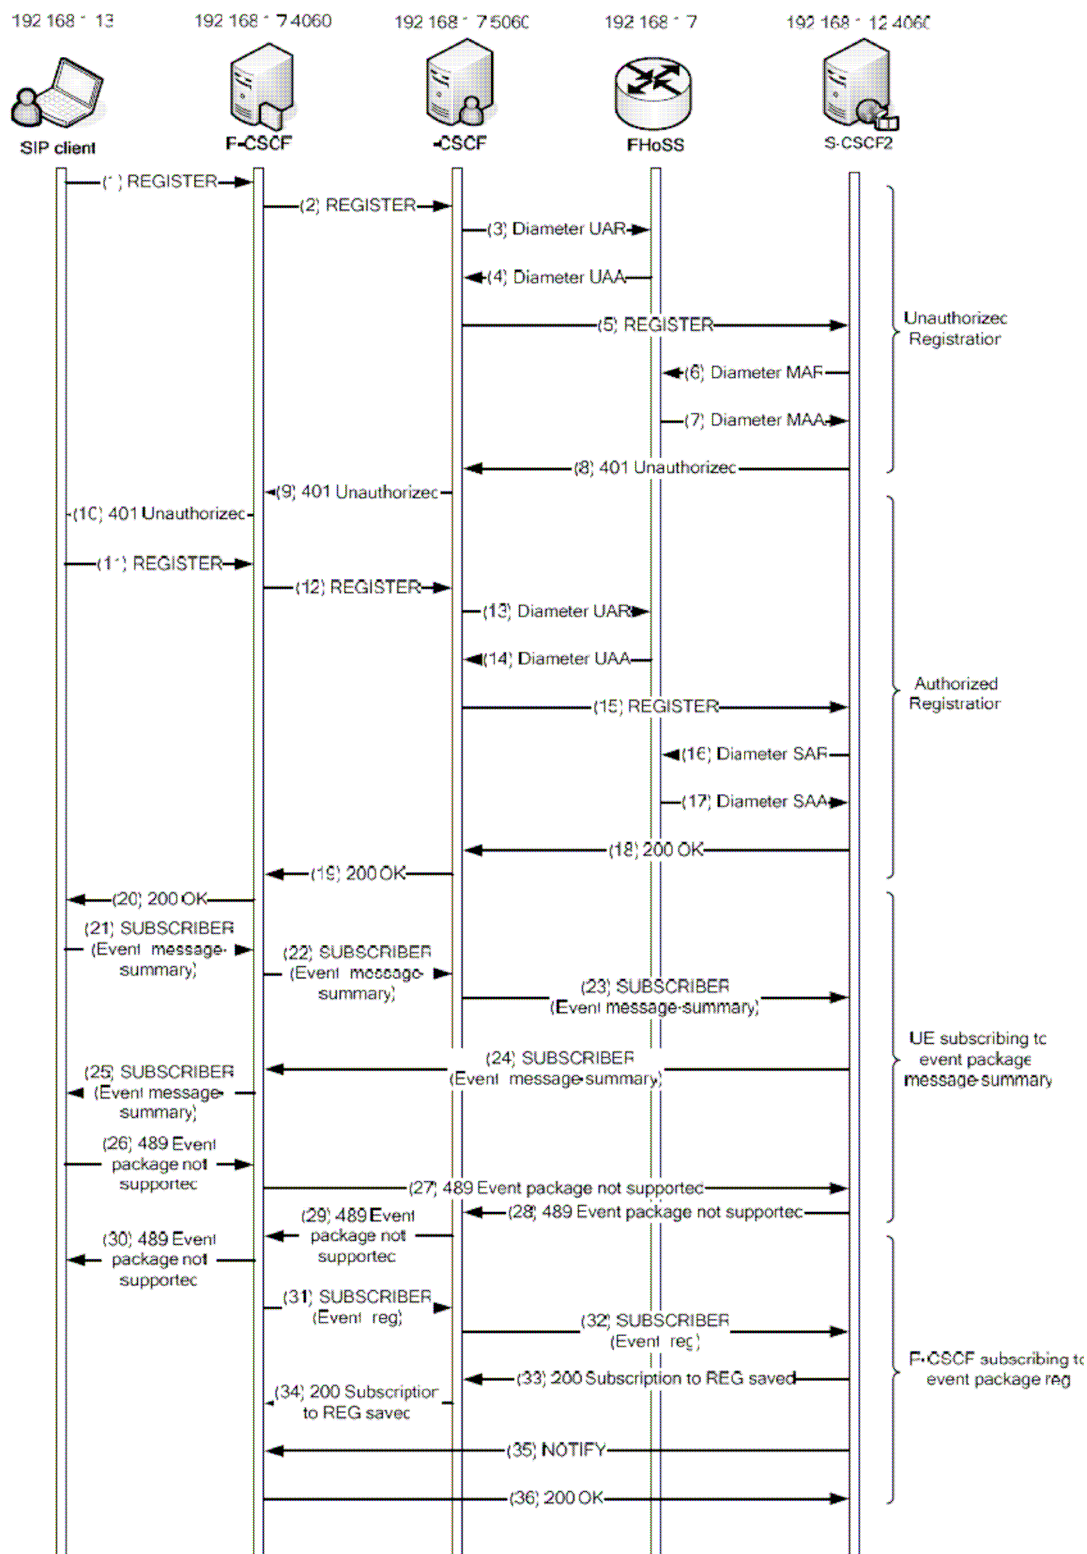 192 168 1 13
192 168 1 7 4060
192 168 1 7 5060
192 168 1 7
192 168 1 12 4060
SIP client
P-CSCF
I-CSCF
FHoSS
S-CSCF2
(1) REGISTER
(2) REGISTER
(3) Diameter UAR
(4) Diameter UAA
(5) REGISTER
(6) Diameter MAR
(7) Diameter MAA
(8) 401 Unauthorized
(9) 401 Unauthorized
(10) 401 Unauthorized
Unauthorized
Registration
(11) REGISTER
(12) REGISTER
(13) Diameter UAR
(14) Diameter UAA
(15) REGISTER
(16) Diameter SAR
(17) Diameter SAA
(18) 200 OK
(19) 200 OK
(20) 200 OK
Authorized
Registration
(21) SUBSCRIBER
(Event message-
summary)
(22) SUBSCRIBER
(Event message-
summary)
(23) SUBSCRIBER
(Event message-summary)
(24) SUBSCRIBER
(Event message-summary)
(25) SUBSCRIBER
(Event message-
summary)
(26) 489 Event
package not
supported
(27) 489 Event package not supported
(28) 489 Event package not supported
UE subscribing to
event package
message-summary
(29) 489 Event
package not
supported
(30) 489 Event
package not
supported
(31) SUBSCRIBER
(Event reg)
(32) SUBSCRIBER
(Event reg)
(33) 200 Subscription to REG saved
(34) 200 Subscription
to REG saved
(35) NOTIFY
(36) 200 OK
P-CSCF subscribing to
event package reg